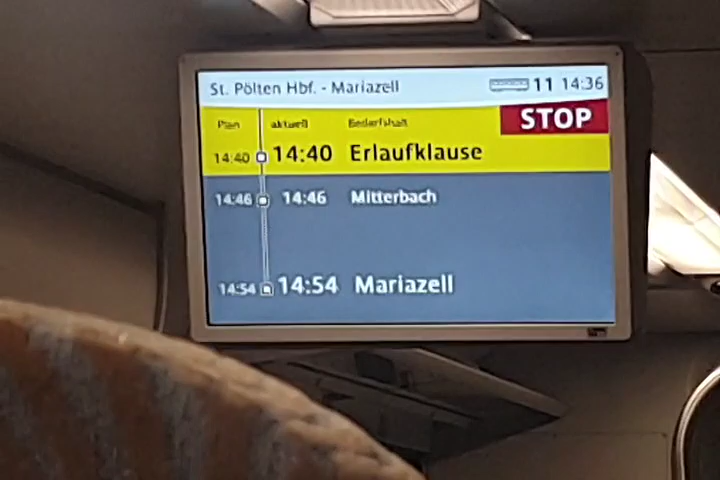 St. Pölten Hbf. - Mariazell 11 14:36
Plan aktuell Bedarfshalt STOP
14:40 14:40 Erlaufklause
14:46 14:46 Mitterbach
14:54 14:54 Mariazell